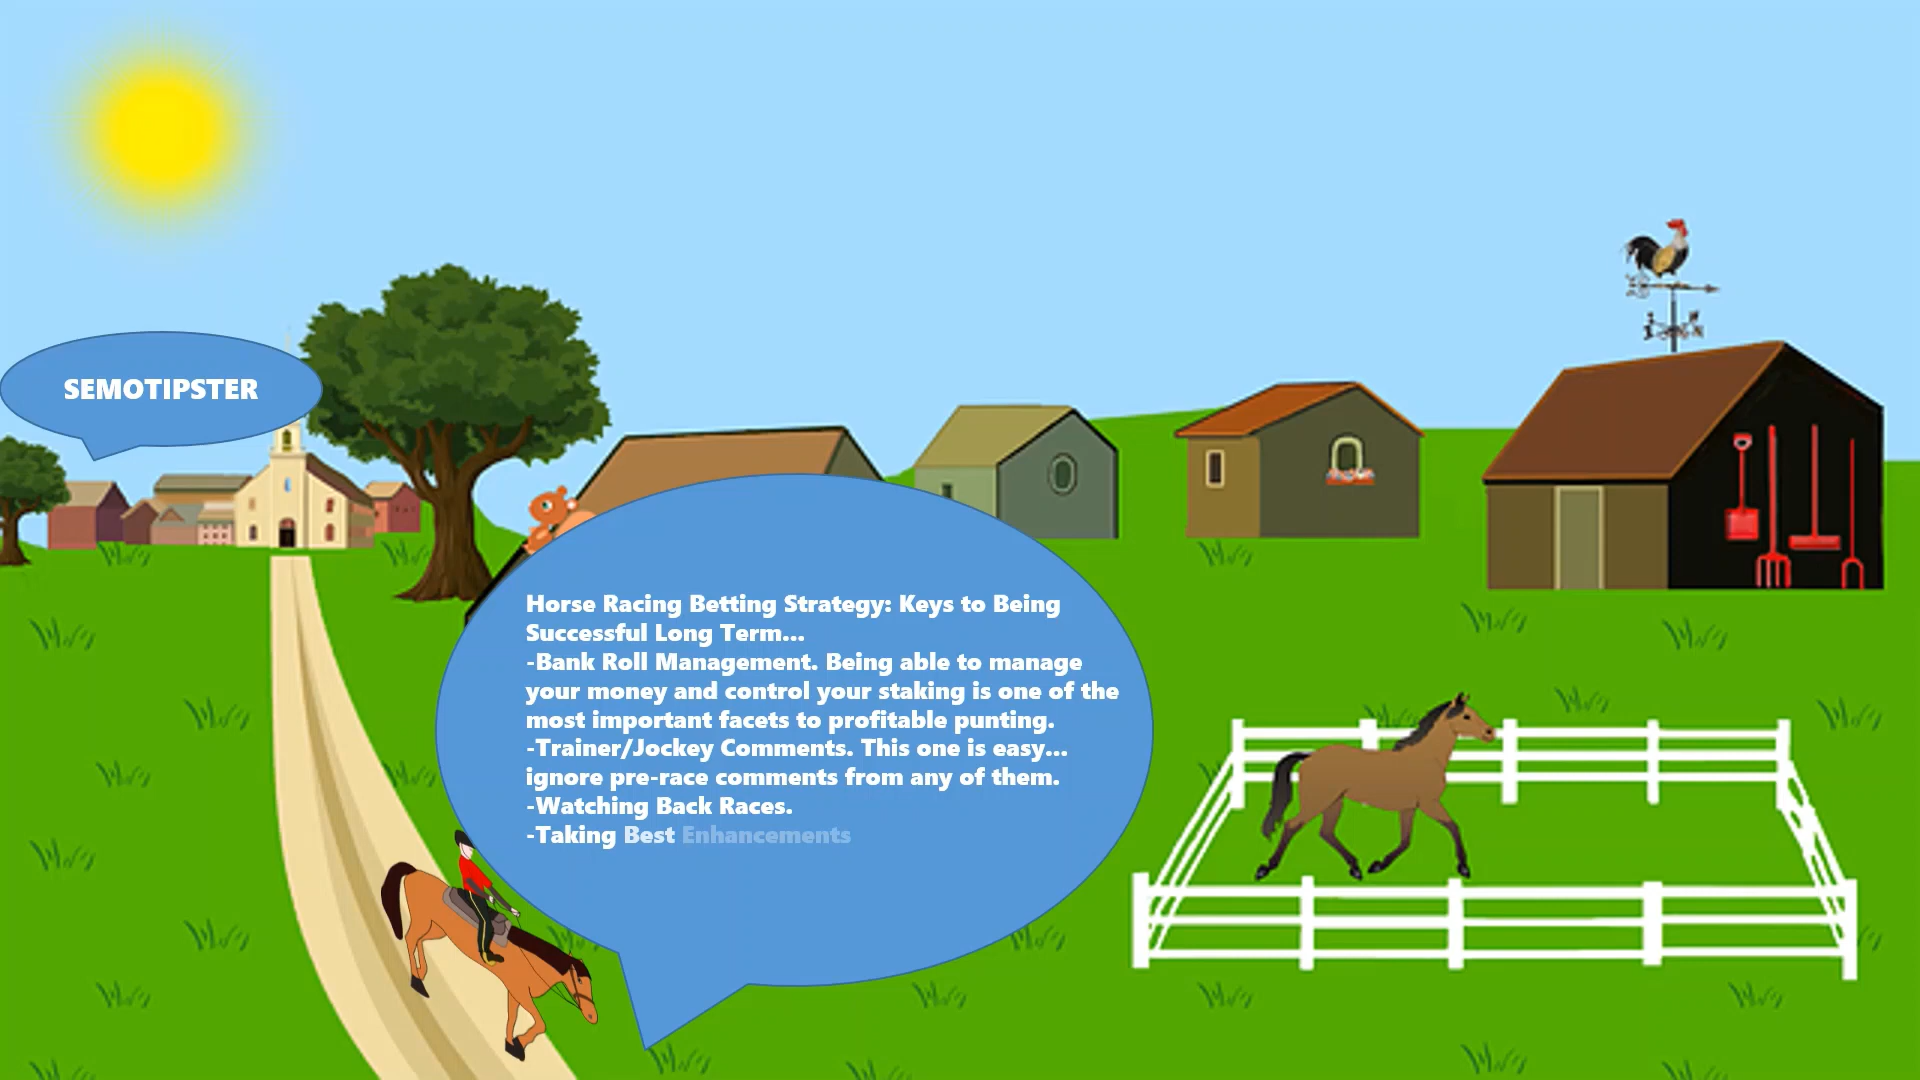 SEMOTIPSTER
Horse Racing Betting Strategy: Keys to Being
Successful Long Term...
-Bank Roll Management. Being able to manage
your money and control your staking is one of the
most important facets to profitable punting.
-Trainer/Jockey Comments. This one is easy...
ignore pre-race comments from any of them.
-Watching Back Races.
-Taking Best Enhancements